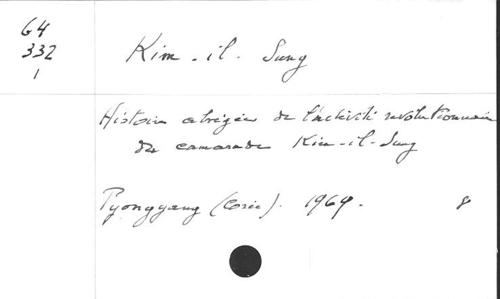 64
332
1
Kim - il - Sung
Histoire abrégée de l'activité révolutionnaire
du camarade Kim-il-Sung
Pyongyang (Corée). 1969. 8